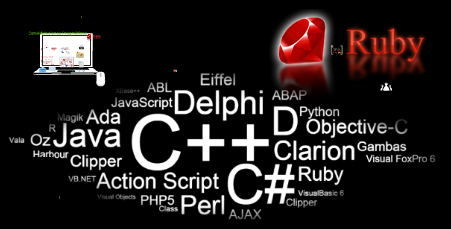 Ruby
Eiffel
XBase++ ABL ABAP
JavaScript Delphi Python
Magik Ada C++ D Objective-C
R
Vala Oz Java Clarion Gambas
Harbour Clipper Visual FoxPro 6
VB.NET Action Script C# Ruby
Visual Objects PHP5 Perl VisualBasic 6
Class AJAX Clipper